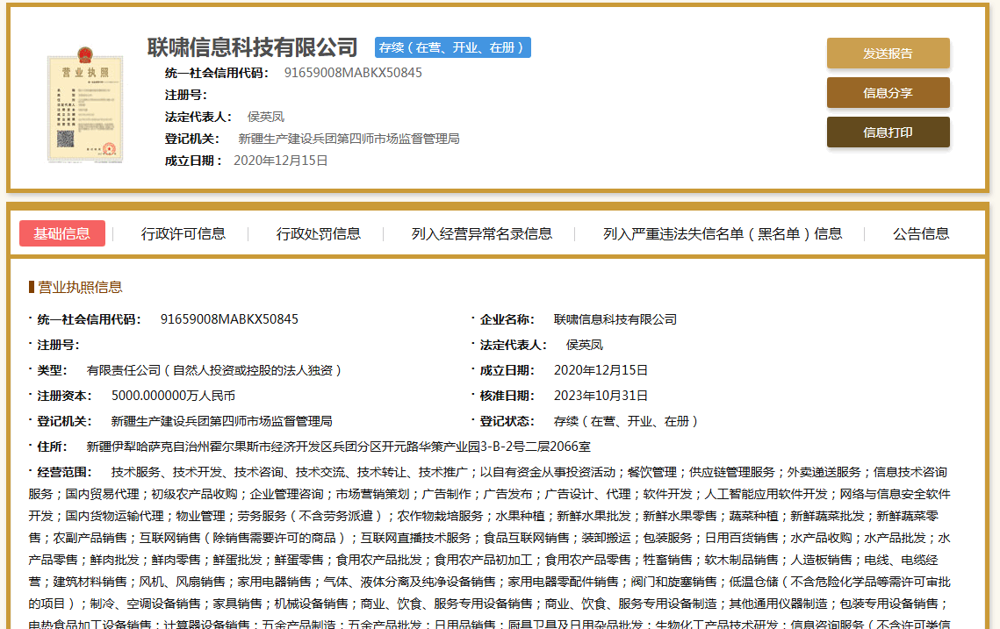 联啸信息科技有限公司 存续（在营、开业、在册）
营业执照
统一社会信用代码： 91659008MABKX50845
注册号：
法定代表人： 侯英凤
登记机关： 新疆生产建设兵团第四师市场监督管理局
成立日期： 2020年12月15日
发送报告
信息分享
信息打印
基础信息 行政许可信息 行政处罚信息 列入经营异常名录信息 列入严重违法失信名单（黑名单）信息 公告信息
营业执照信息
· 统一社会信用代码： 91659008MABKX50845 · 企业名称： 联啸信息科技有限公司
· 注册号： · 法定代表人： 侯英凤
· 类型： 有限责任公司（自然人投资或控股的法人独资） · 成立日期： 2020年12月15日
· 注册资本： 5000.000000万人民币 · 核准日期： 2023年10月31日
· 登记机关： 新疆生产建设兵团第四师市场监督管理局 · 登记状态： 存续（在营、开业、在册）
· 住所： 新疆伊犁哈萨克自治州霍尔果斯市经济开发区兵团分区开元路华策产业园3-B-2号二层2066室
· 经营范围： 技术服务、技术开发、技术咨询、技术交流、技术转让、技术推广；以自有资金从事投资活动；餐饮管理；供应链管理服务；外卖递送服务；信息技术咨询
服务；国内贸易代理；初级农产品收购；企业管理咨询；市场营销策划；广告制作；广告发布；广告设计、代理；软件开发；人工智能应用软件开发；网络与信息安全软件
开发；国内货物运输代理；物业管理；劳务服务（不含劳务派遣）；农作物栽培服务；水果种植；新鲜水果批发；新鲜水果零售；蔬菜种植；新鲜蔬菜批发；新鲜蔬菜零
售；农副产品销售；互联网销售（除销售需要许可的商品）；互联网直播技术服务；食品互联网销售；装卸搬运；包装服务；日用百货销售；水产品收购；水产品批发；水
产品零售；鲜肉批发；鲜肉零售；鲜蛋批发；鲜蛋零售；食用农产品批发；食用农产品初加工；食用农产品零售；牲畜销售；软木制品销售；人造板销售；电线、电缆经
营；建筑材料销售；风机、风扇销售；家用电器销售；气体、液体分离及纯净设备销售；家用电器零配件销售；阀门和旋塞销售；低温仓储（不含危险化学品等需许可审批
的项目）；制冷、空调设备销售；家具销售；机械设备销售；商业、饮食、服务专用设备销售；商业、饮食、服务专用设备制造；其他通用仪器制造；包装专用设备销售；
电热食品加工设备销售；计算器设备销售；五金产品制造；五金产品批发；日用品销售；厨具卫具及日用杂品批发；生物化工产品技术研发；信息咨询服务（不含许可类信